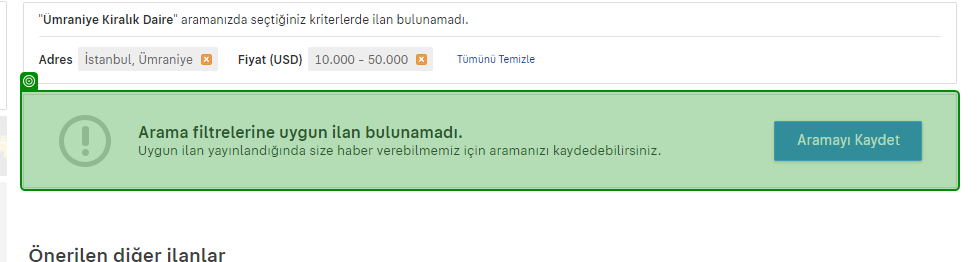 "Ümraniye Kiralık Daire" aramanızda seçtiğiniz kriterlerde ilan bulunamadı.
Adres İstanbul, Ümraniye Fiyat (USD) 10.000 - 50.000 Tümünü Temizle
Arama filtrelerine uygun ilan bulunamadı.
Uygun ilan yayınlandığında size haber verebilmemiz için aramanızı kaydedebilirsiniz.
Aramayı Kaydet
Önerilen diğer ilanlar